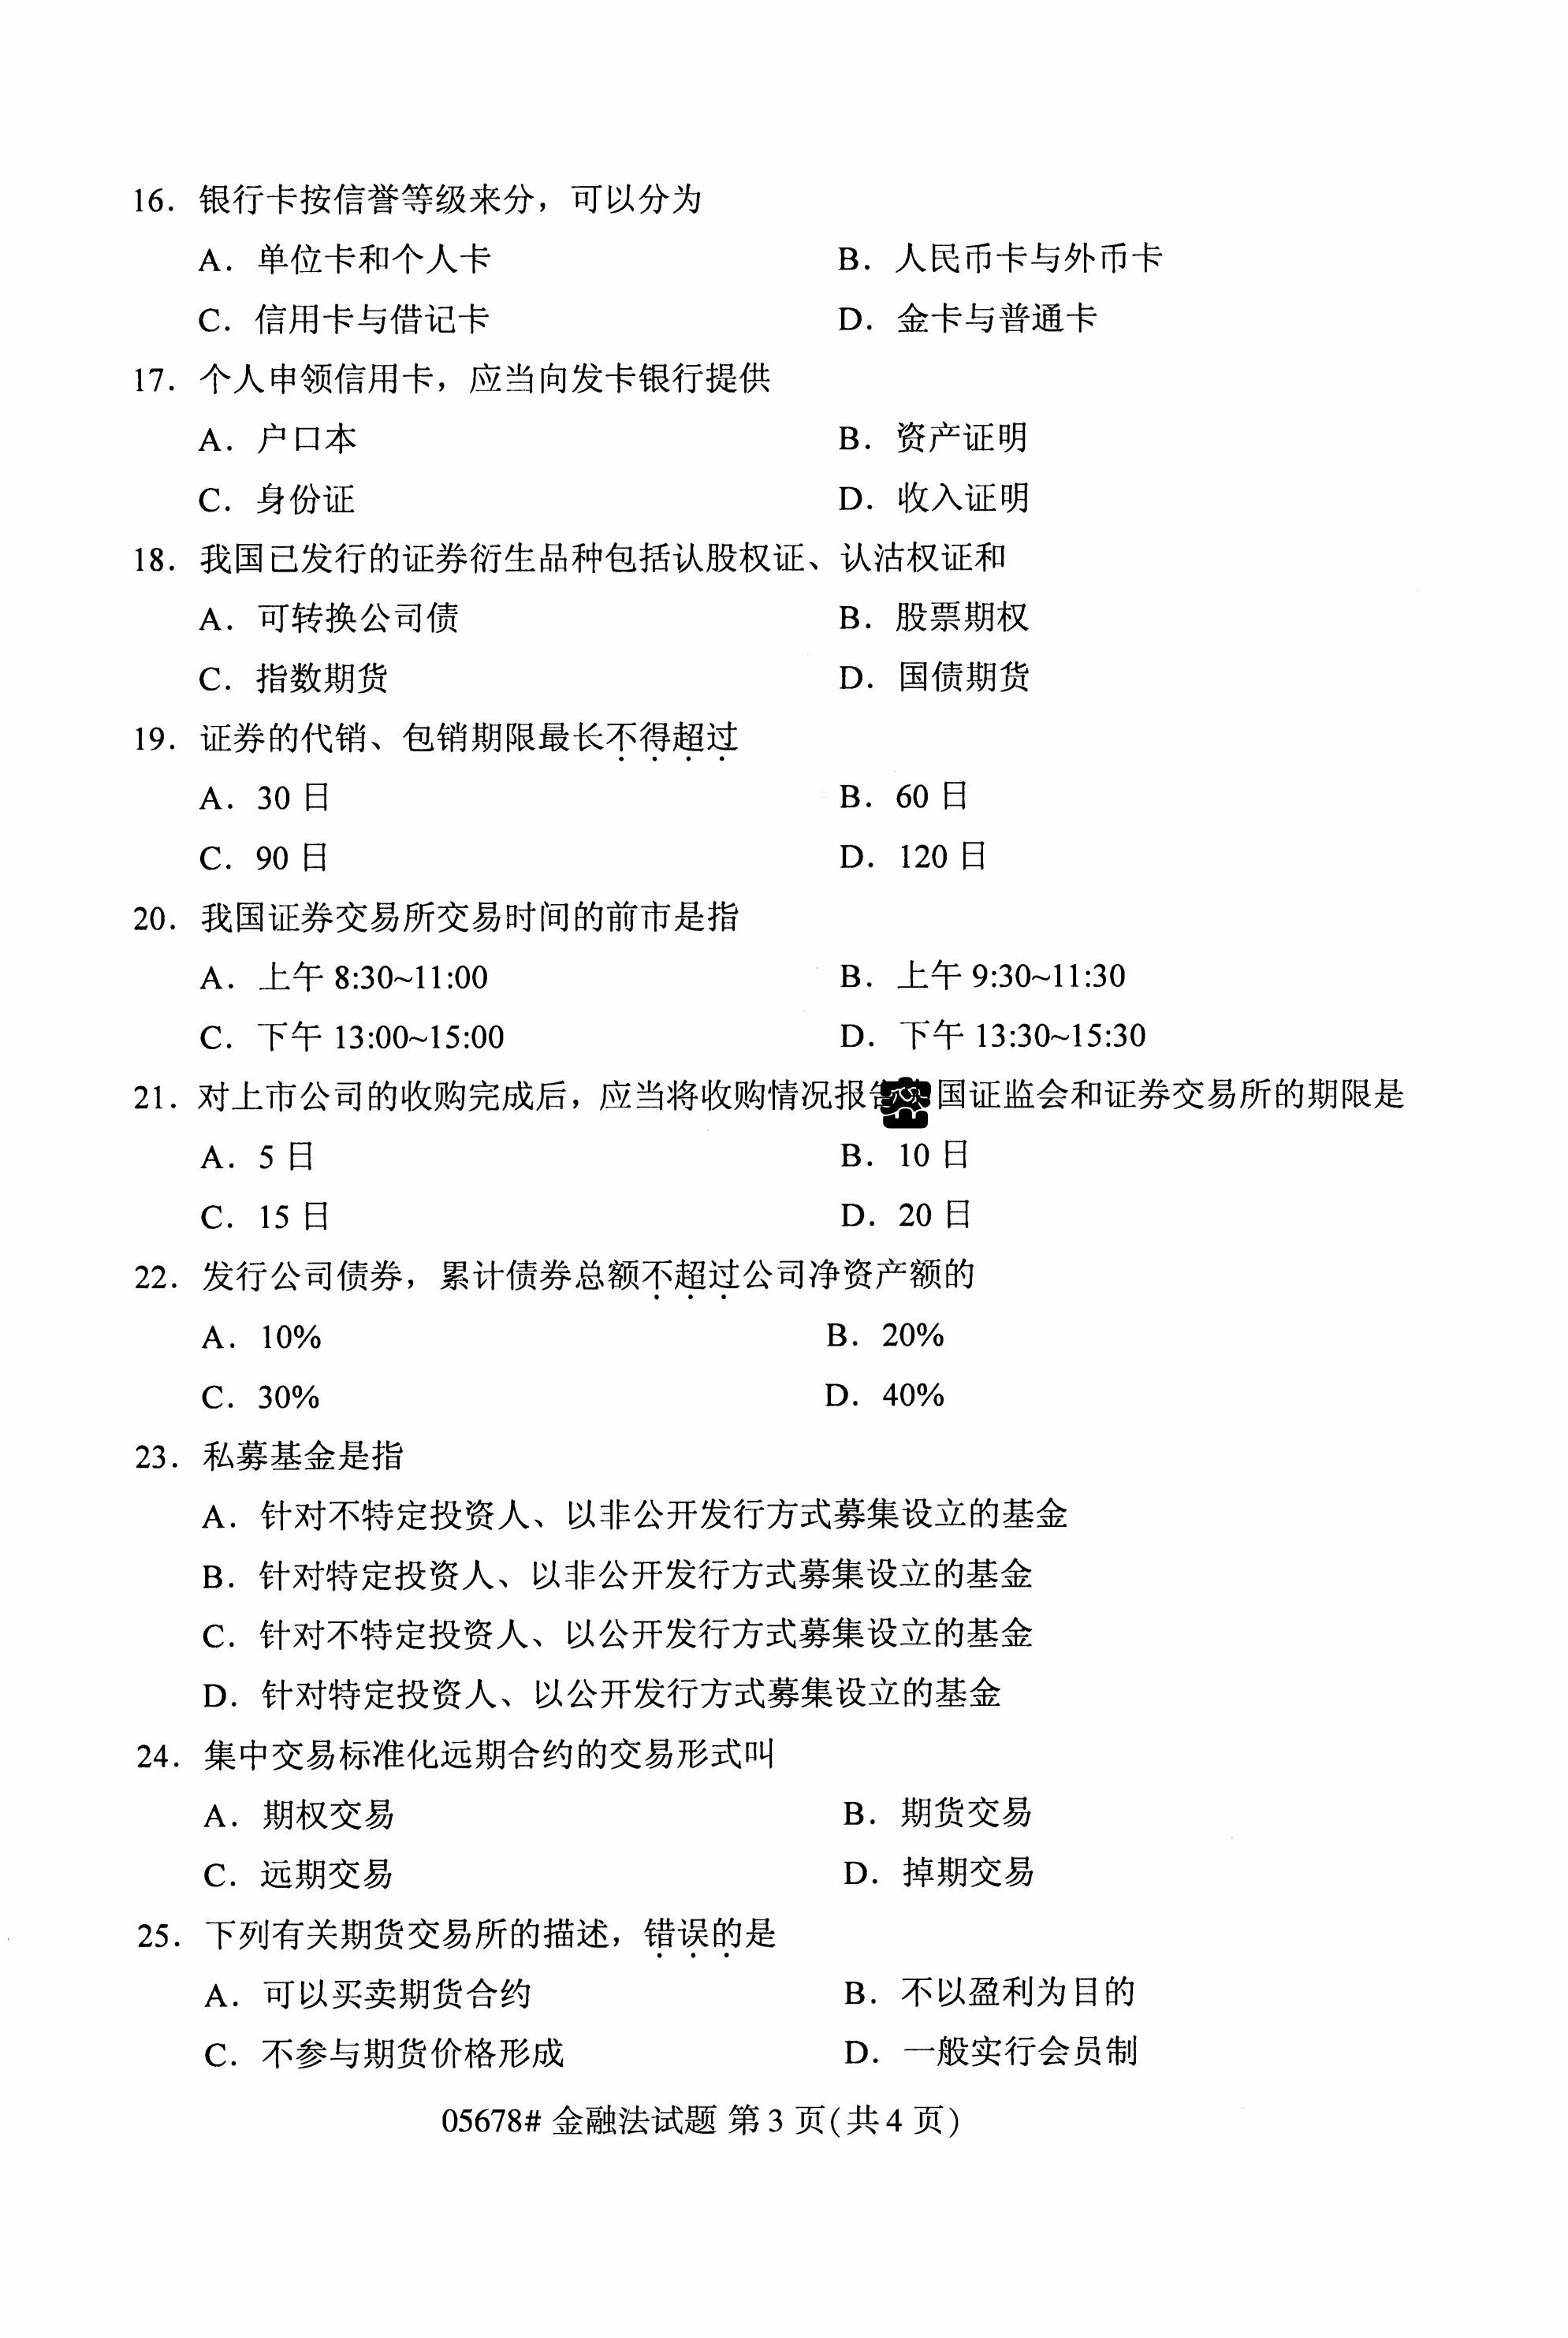 16. 银行卡按信誉等级来分，可以分为
A. 单位卡和个人卡 B. 人民币卡与外币卡
C. 信用卡与借记卡 D. 金卡与普通卡
17. 个人申领信用卡，应当向发卡银行提供
A. 户口本 B. 资产证明
C. 身份证 D. 收入证明
18. 我国已发行的证券衍生品种包括认股权证、认沽权证和
A. 可转换公司债 B. 股票期权
C. 指数期货 D. 国债期货
19. 证券的代销、包销期限最长不得超过
A. 30 日 B. 60 日
C. 90 日 D. 120 日
20. 我国证券交易所交易时间的前市是指
A. 上午 8:30~11:00 B. 上午 9:30~11:30
C. 下午 13:00~15:00 D. 下午 13:30~15:30
21. 对上市公司的收购完成后，应当将收购情况报 国证监会和证券交易所的期限是
A. 5 日 B. 10 日
C. 15 日 D. 20 日
22. 发行公司债券，累计债券总额不超过公司净资产额的
A. 10% B. 20%
C. 30% D. 40%
23. 私募基金是指
A. 针对不特定投资人、以非公开发行方式募集设立的基金
B. 针对特定投资人、以非公开发行方式募集设立的基金
C. 针对不特定投资人、以公开发行方式募集设立的基金
D. 针对特定投资人、以公开发行方式募集设立的基金
24. 集中交易标准化远期合约的交易形式叫
A. 期权交易 B. 期货交易
C. 远期交易 D. 掉期交易
25. 下列有关期货交易所的描述，错误的是
A. 可以买卖期货合约 B. 不以盈利为目的
C. 不参与期货价格形成 D. 一般实行会员制
05678# 金融法试题 第 3 页(共 4 页)